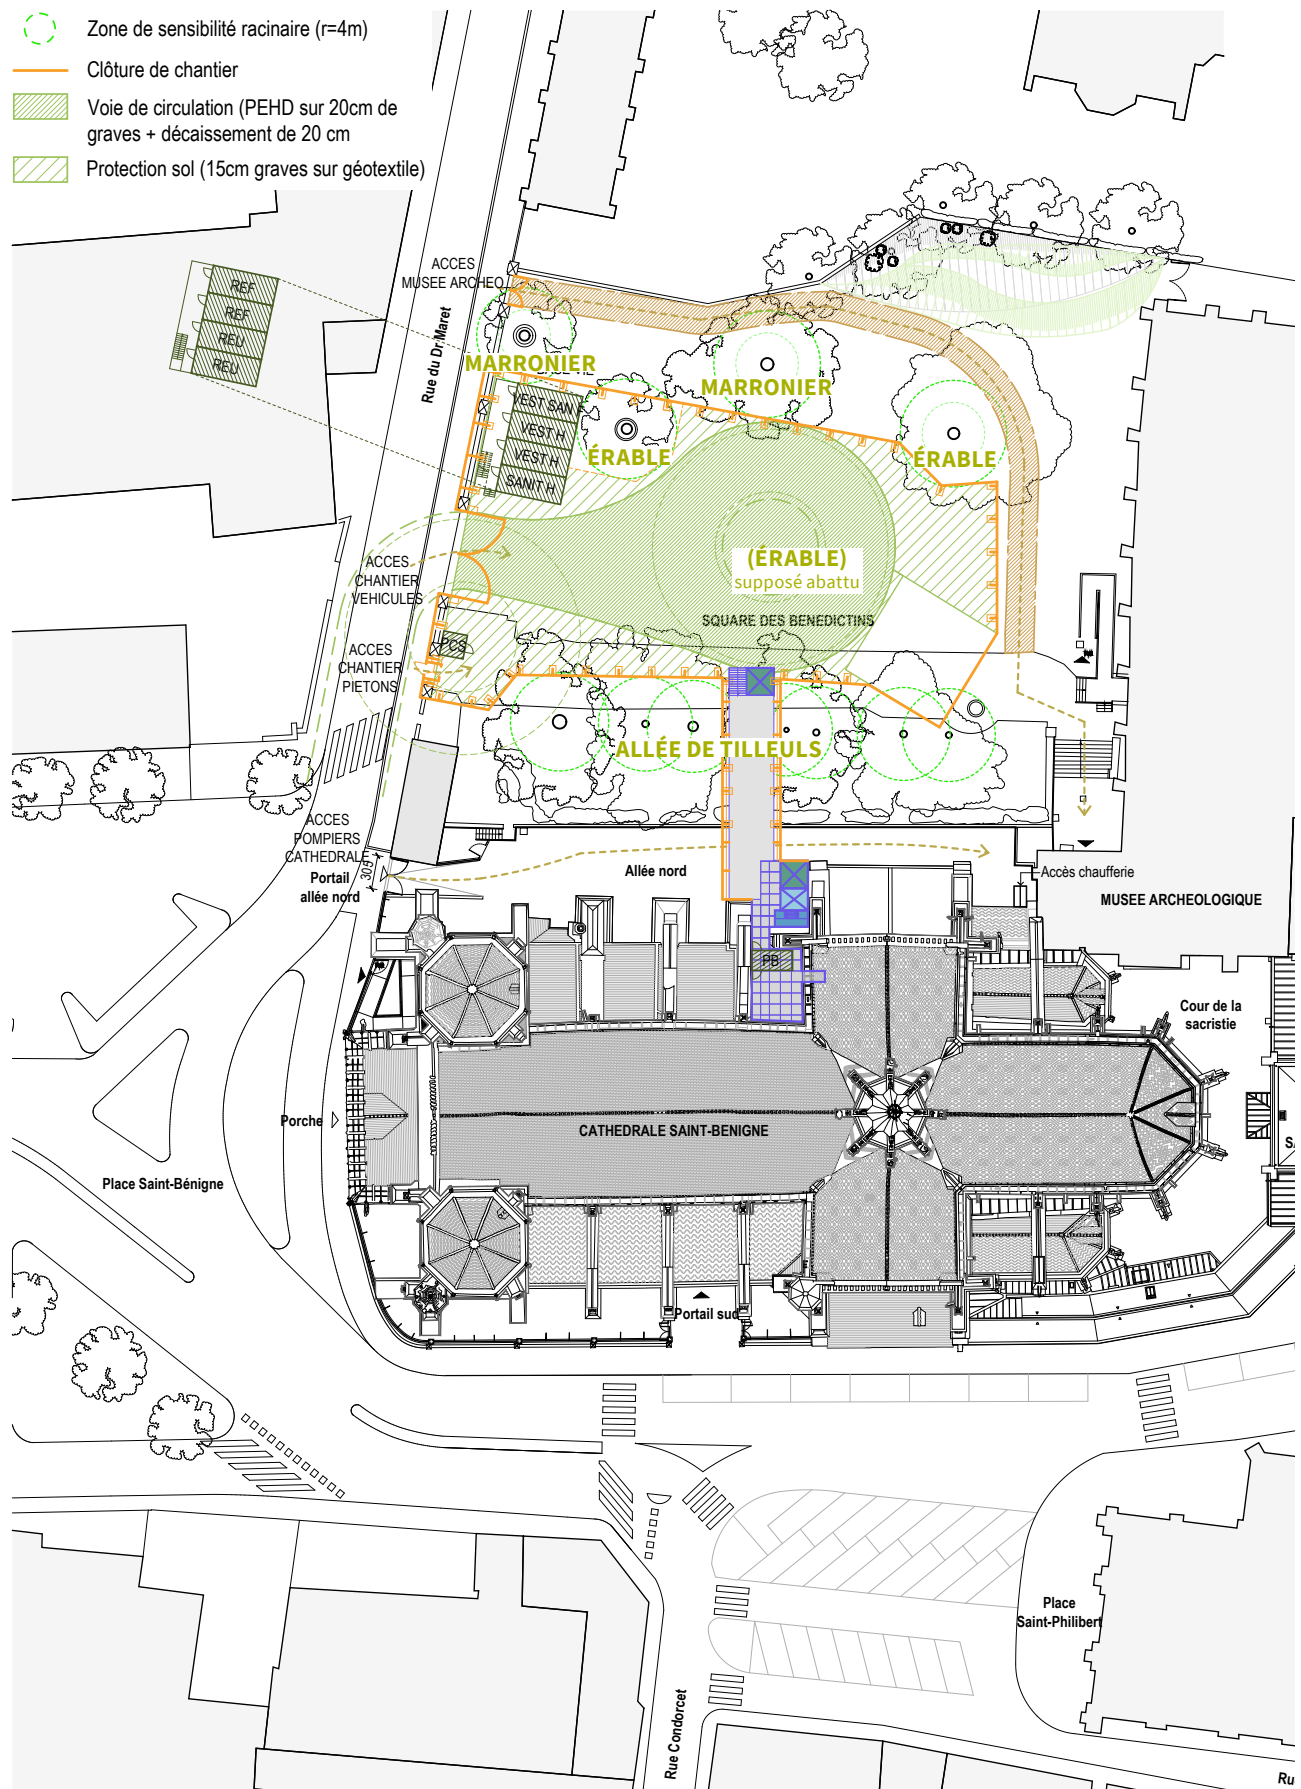 Zone de sensibilité racinaire (r=4m)
Clôture de chantier
Voie de circulation (PEHD sur 20cm de
graves + décaissement de 20 cm
Protection sol (15cm graves sur géotextile)
REF
REF
REU
REU
ACCES
MUSEE ARCHEO
Rue du Dr Maret
MARRONIER
MARRONIER
VEST SAN F
VEST H
VEST H
SANIT H
ÉRABLE
ÉRABLE
(ÉRABLE)
supposé abattu
ACCES
CHANTIER
VEHICULES
SQUARE DES BENEDICTINS
PCS
ACCES
CHANTIER
PIETONS
ALLÉE DE TILLEULS
ACCES
POMPIERS
CATHEDRALE
Portail
allée nord
305
Allée nord
Accès chaufferie
MUSEE ARCHEOLOGIQUE
PB
Cour de la
sacristie
Porche
CATHEDRALE SAINT-BENIGNE
SA
Place Saint-Bénigne
Portail sud
Place
Saint-Philibert
Rue Condorcet
Ru